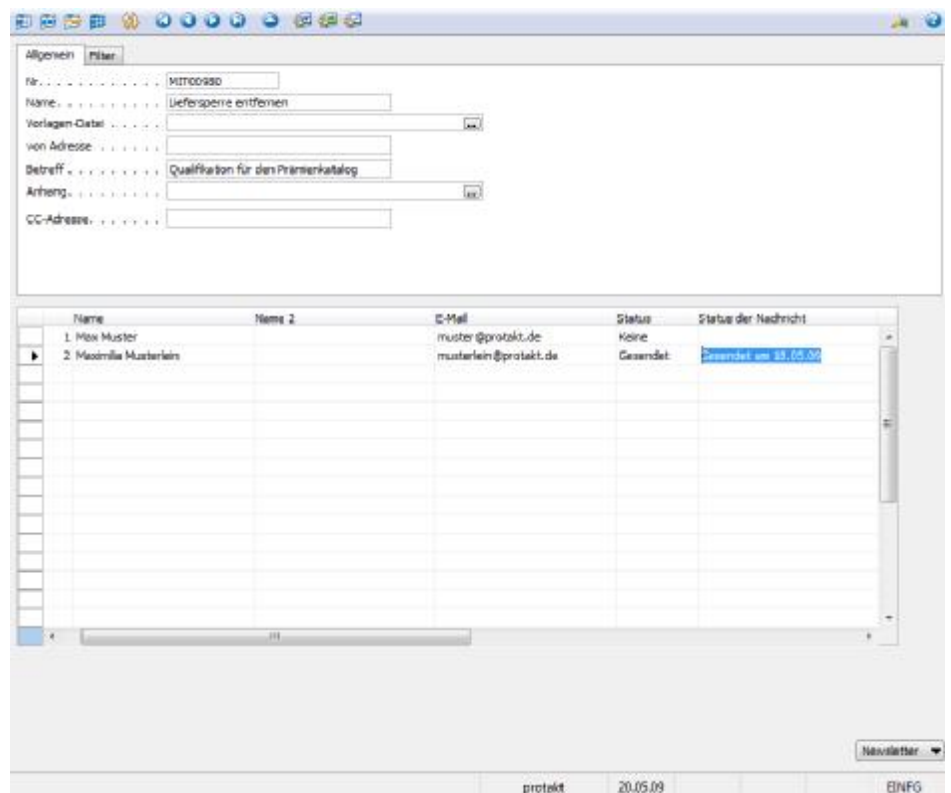 Allgemein Filter
Nr. . . . . . . . . . . . . MIT00980
Name. . . . . . . . . . . Liefersperre entfernen
Vorlagen-Datei . . . . . ...
von Adresse . . . . . .
Betreff . . . . . . . . . Qualifikation für den Prämienkatalog
Anhang. . . . . . . . . . ...
CC-Adresse. . . . . . .
Name Name 2 E-Mail Status Status der Nachricht
1 Max Muster muster@protakt.de Keine
2 Maximilia Musterlein musterlein@protakt.de Gesendet Gesendet am 18.05.09
Newsletter
protakt 20.05.09 EINFG